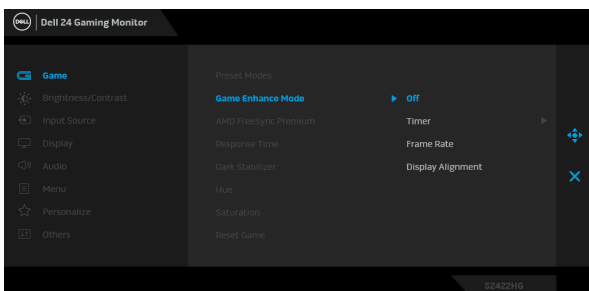 DELL
Dell 24 Gaming Monitor
Game
Brightness/Contrast
Input Source
Display
Audio
Menu
Personalize
Others
Preset Modes
Game Enhance Mode
AMD FreeSync Premium
Response Time
Dark Stabilizer
Hue
Saturation
Reset Game
Off
Timer
Frame Rate
Display Alignment
S2422HG